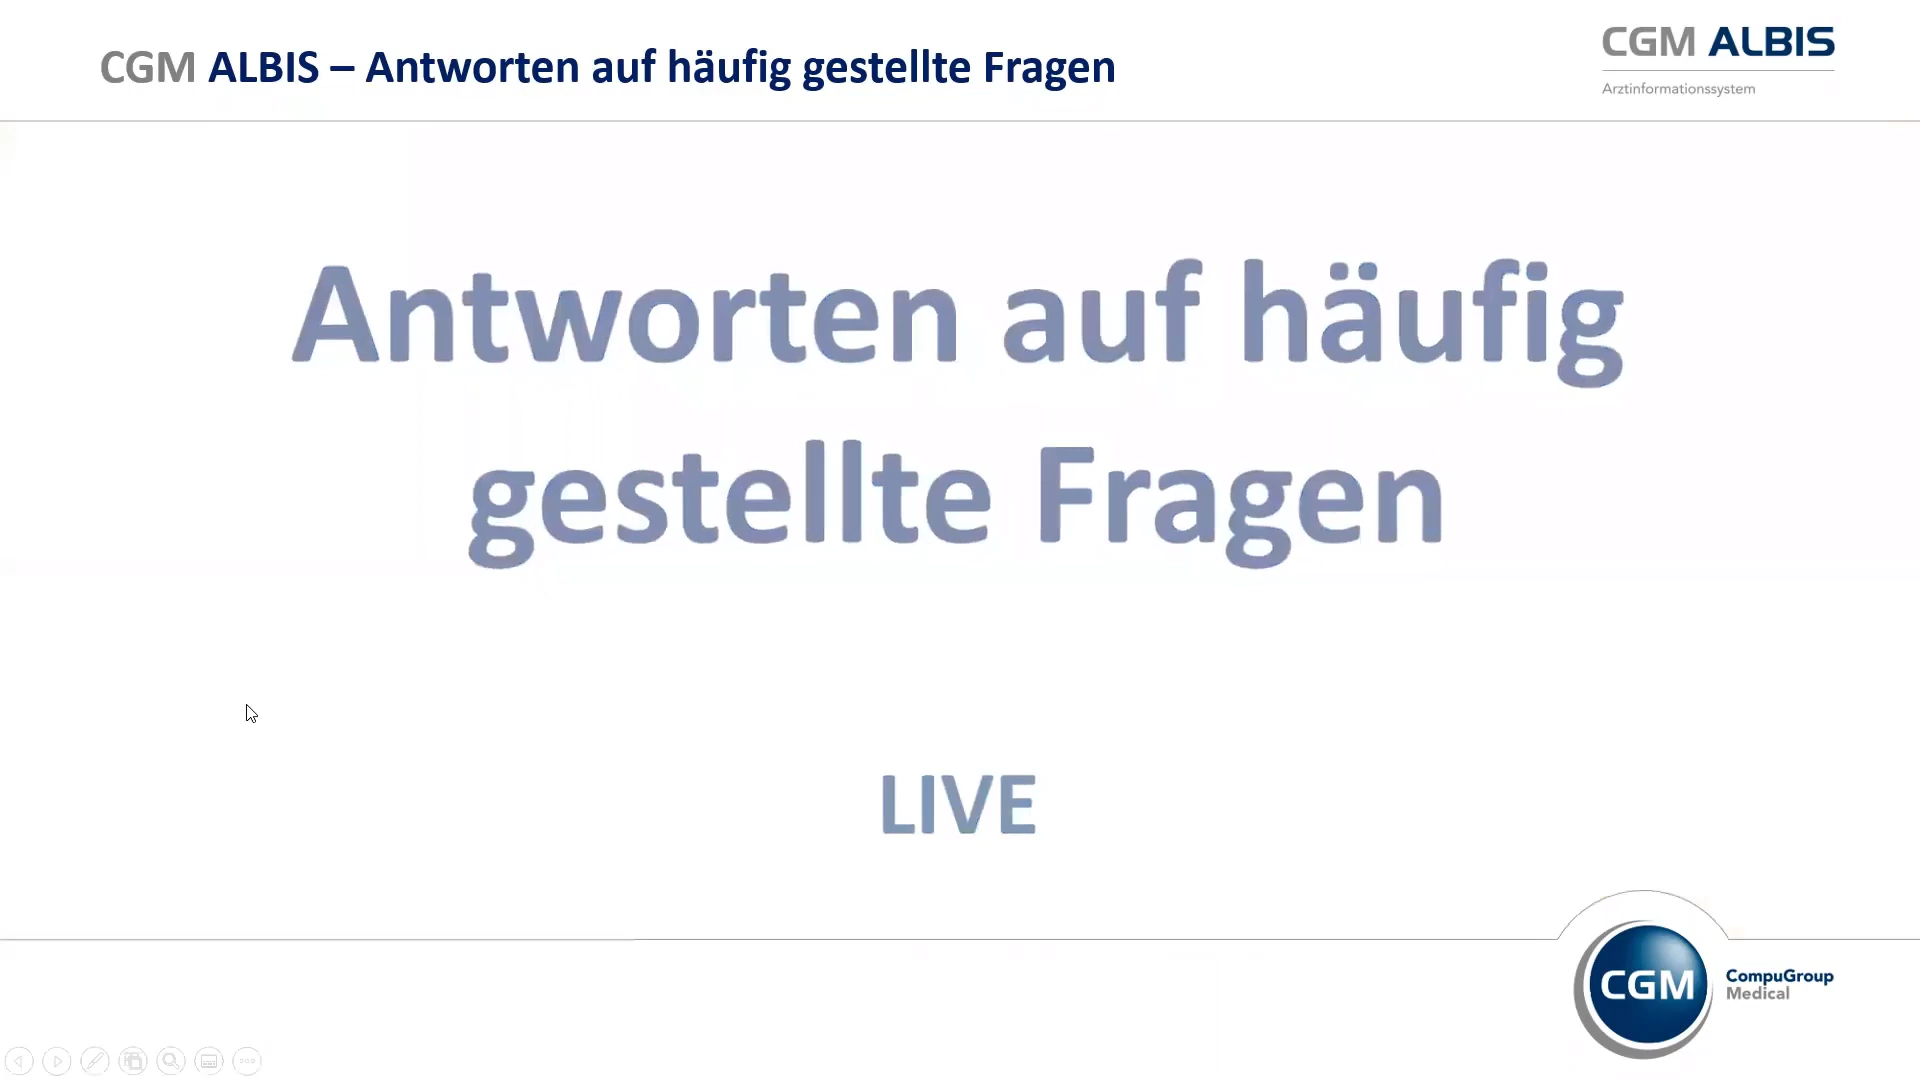 CGM ALBIS – Antworten auf häufig gestellte Fragen
CGM ALBIS
Arztinformationssystem
Antworten auf häufig
gestellte Fragen
LIVE
CGM
CompuGroup
Medical